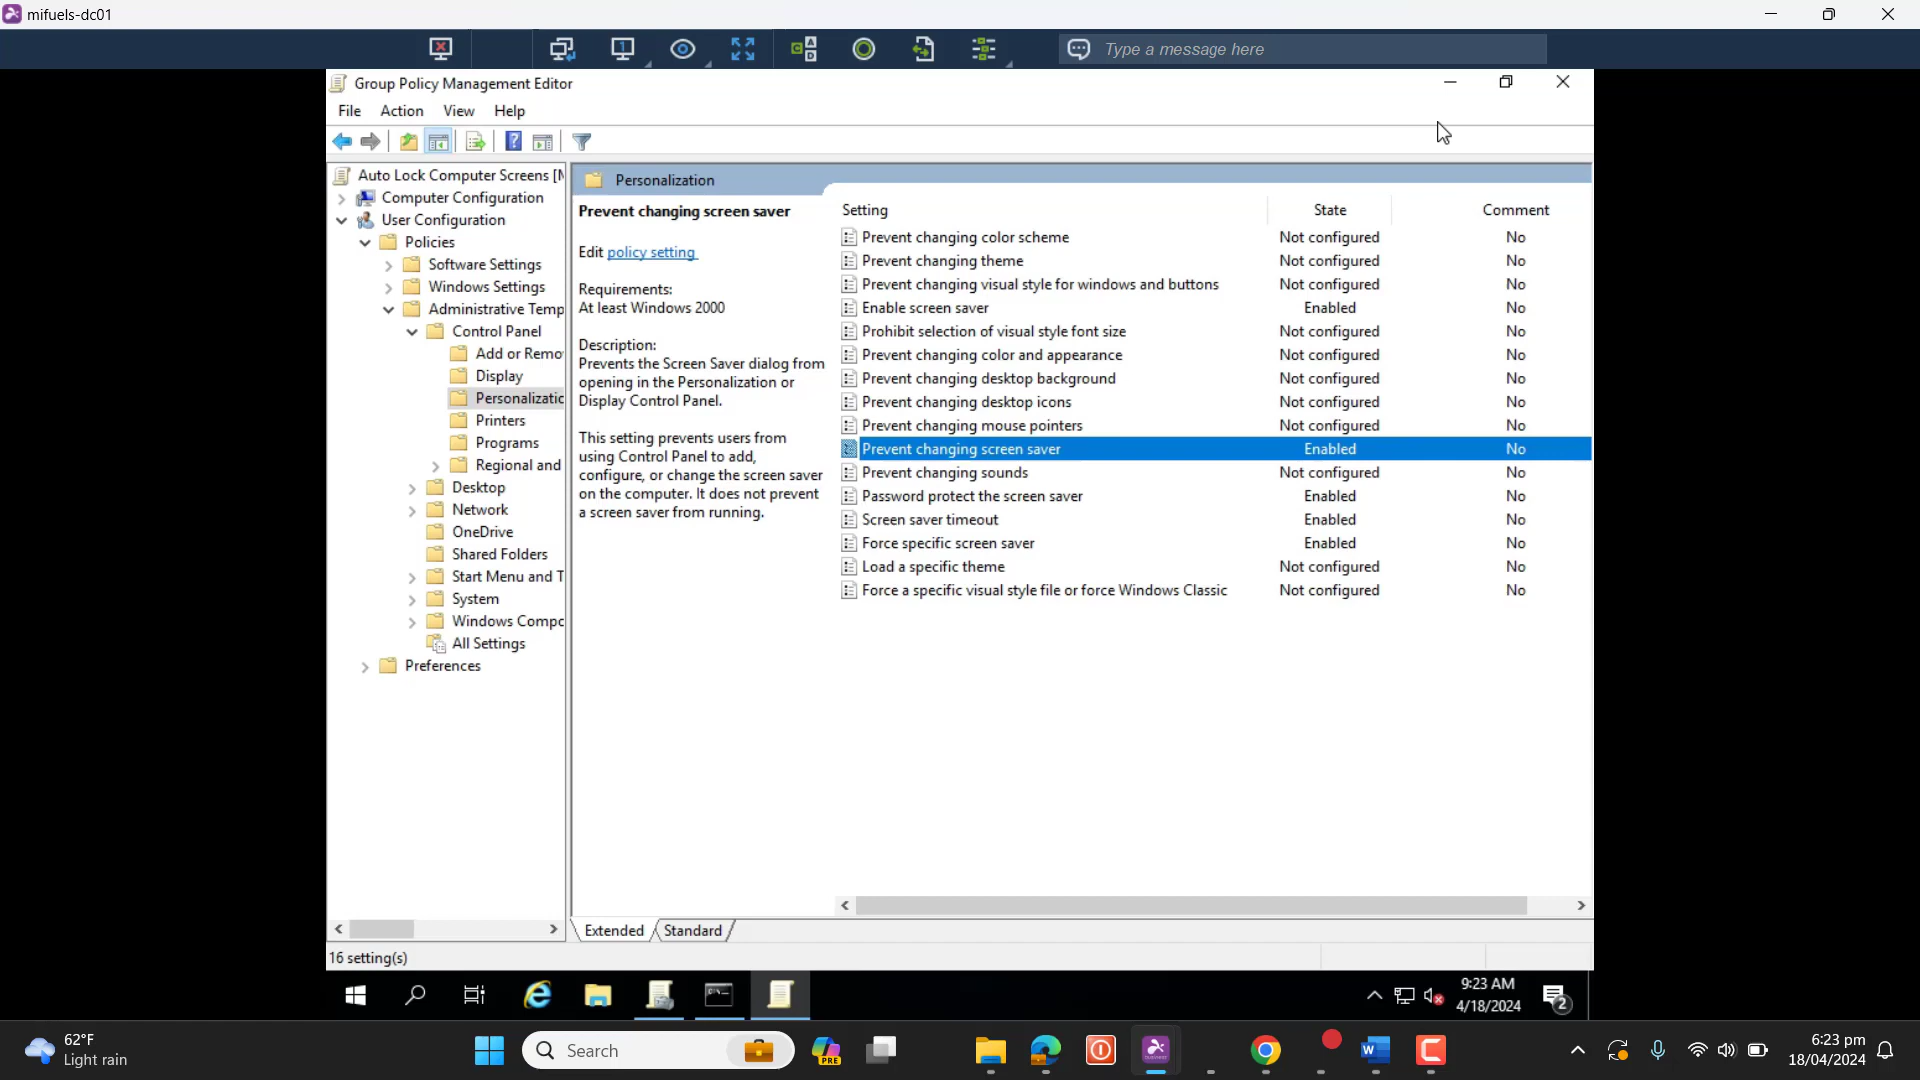 mifuels-dc01
Type a message here
Group Policy Management Editor
File Action View Help
Auto Lock Computer Screens [M
Computer Configuration
User Configuration
Policies
Software Settings
Windows Settings
Administrative Temp
Control Panel
Add or Remo
Display
Personalizatic
Printers
Programs
Regional and
Desktop
Network
OneDrive
Shared Folders
Start Menu and T
System
Windows Compo
All Settings
Preferences
Personalization
Prevent changing screen saver
Edit policy setting
Requirements:
At least Windows 2000
Description:
Prevents the Screen Saver dialog from
opening in the Personalization or
Display Control Panel.
This setting prevents users from
using Control Panel to add,
configure, or change the screen saver
on the computer. It does not prevent
a screen saver from running.
Setting State Comment
Prevent changing color scheme Not configured No
Prevent changing theme Not configured No
Prevent changing visual style for windows and buttons Not configured No
Enable screen saver Enabled No
Prohibit selection of visual style font size Not configured No
Prevent changing color and appearance Not configured No
Prevent changing desktop background Not configured No
Prevent changing desktop icons Not configured No
Prevent changing mouse pointers Not configured No
Prevent changing screen saver Enabled No
Prevent changing sounds Not configured No
Password protect the screen saver Enabled No
Screen saver timeout Enabled No
Force specific screen saver Enabled No
Load a specific theme Not configured No
Force a specific visual style file or force Windows Classic Not configured No
Extended Standard
16 setting(s)
9:23 AM
4/18/2024
2
62°F
Light rain
Search
PRE
6:23 pm
18/04/2024